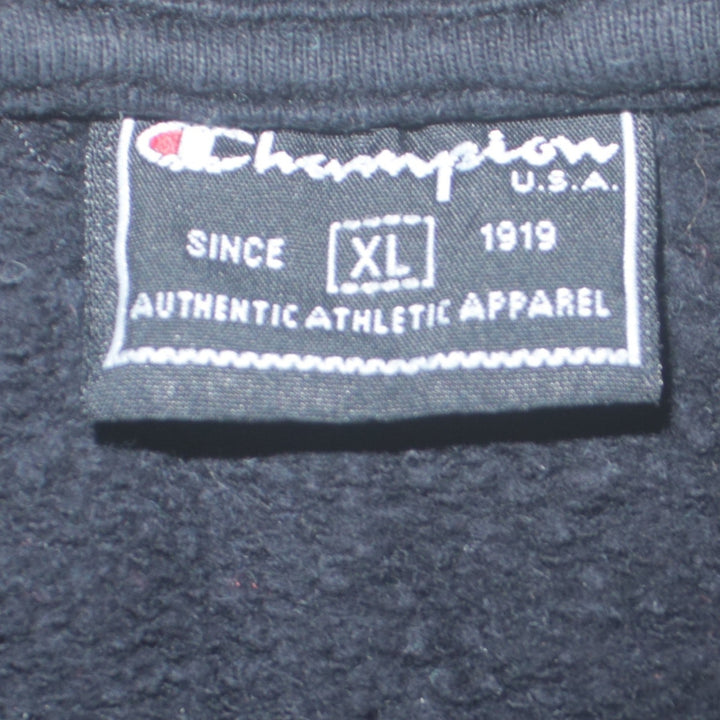 Champion
U.S.A.
SINCE XL 1919
AUTHENTIC ATHLETIC APPAREL